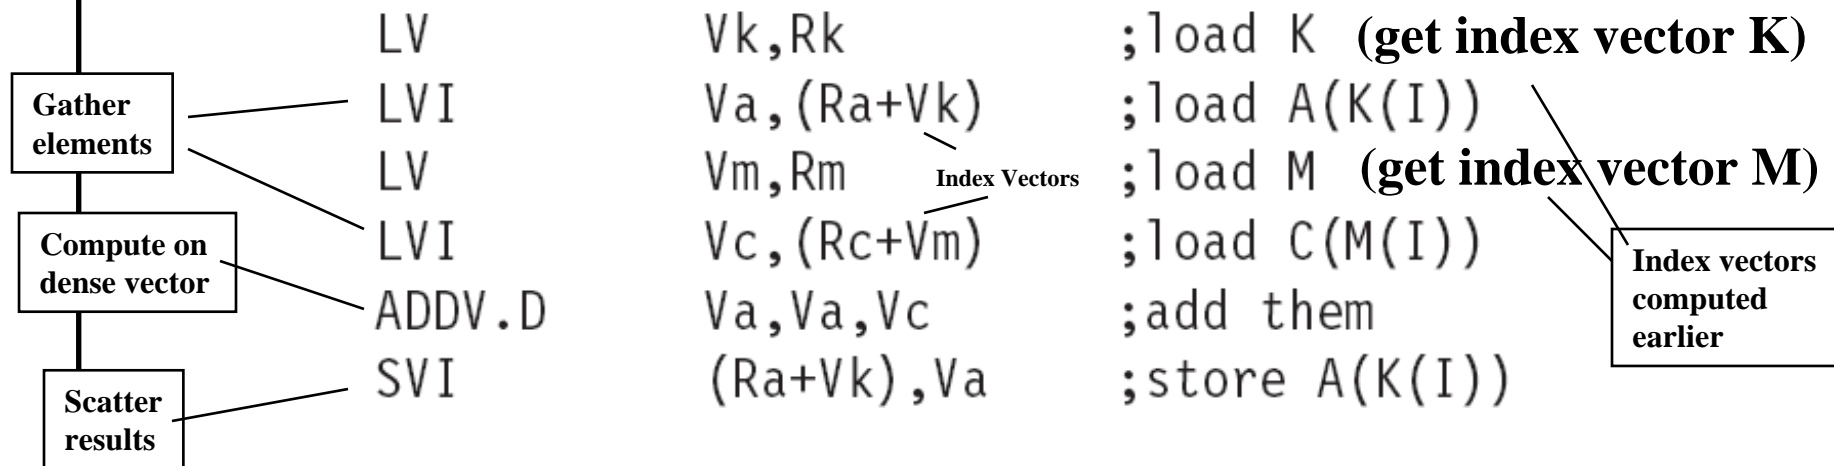 LV Vk,Rk ;load K (get index vector K)
Gather
elements
LVI Va,(Ra+Vk) ;load A(K(I))
LV Vm,Rm ;load M (get index vector M)
Index Vectors
LVI Vc,(Rc+Vm) ;load C(M(I))
Compute on
dense vector
ADDV.D Va,Va,Vc ;add them
Index vectors
computed
earlier
SVI (Ra+Vk),Va ;store A(K(I))
Scatter
results